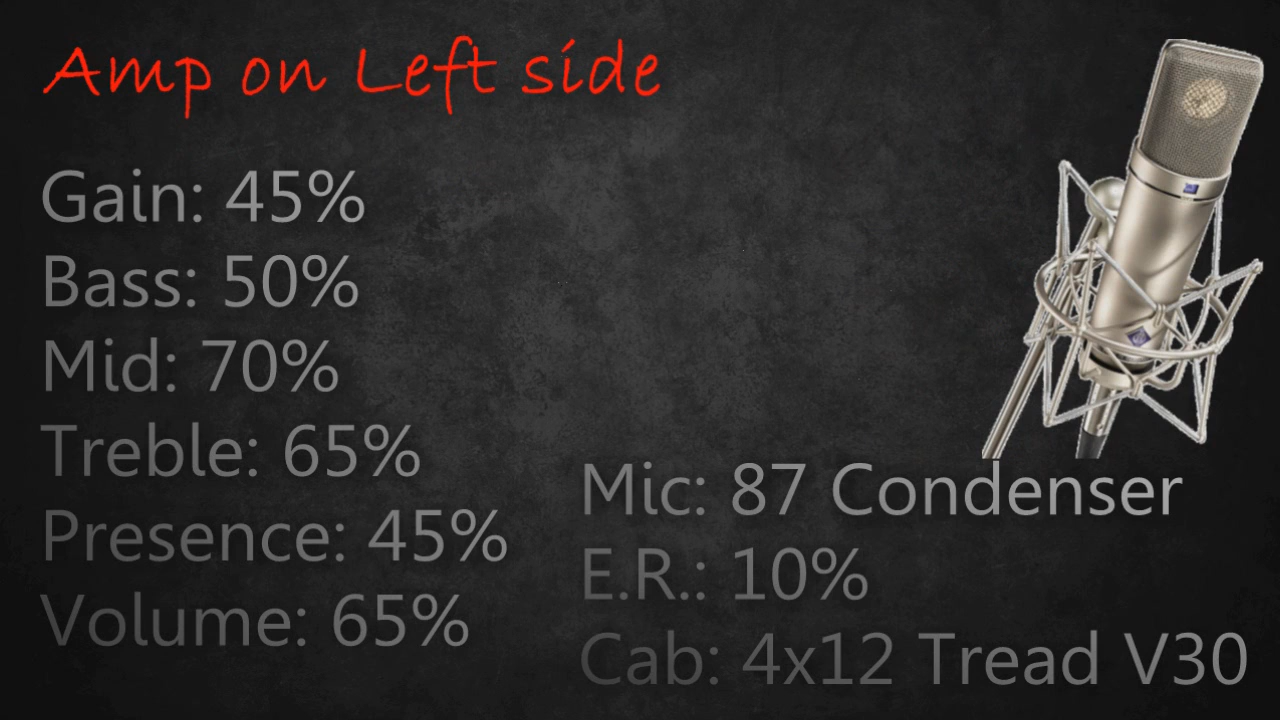 Amp on Left side
Gain: 45%
Bass: 50%
Mid: 70%
Treble: 65%
Presence: 45%
Volume: 65%
Mic: 87 Condenser
E.R.: 10%
Cab: 4x12 Tread V30